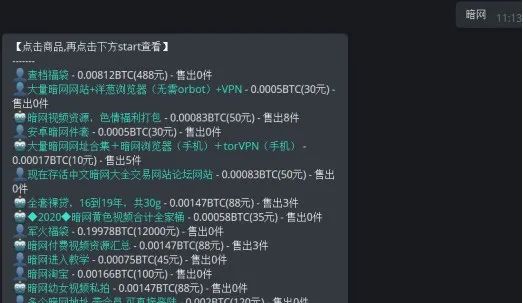 暗网
11:13
【点击商品,再点击下方start查看】
-------
查档福袋 - 0.00812BTC(488元) - 售出0件
大量暗网网站+洋葱浏览器（无需orbot）+VPN - 0.0005BTC(30元) -
售出0件
暗网视频资源，色情福利打包 - 0.00083BTC(50元) - 售出8件
安卓暗网件套 - 0.0005BTC(30元) - 售出0件
大量暗网网址合集＋暗网浏览器（手机）＋torVPN（手机） -
0.00017BTC(10元) - 售出5件
现在存活中文暗网大全交易网站论坛网站 - 0.00083BTC(50元) - 售出
0件
全套裸贷，16到19年，共30g - 0.00147BTC(88元) - 售出3件
◆2020◆暗网黄色视频合计全家桶 - 0.00058BTC(35元) - 售出0件
军火福袋 - 0.19978BTC(12000元) - 售出0件
暗网付费视频资源汇总 - 0.00147BTC(88元) - 售出3件
暗网进入教学 - 0.00075BTC(45元) - 售出0件
暗网淘宝 - 0.00166BTC(100元) - 售出0件
暗网幼女视频私拍 - 0.00147BTC(88元) - 售出0件